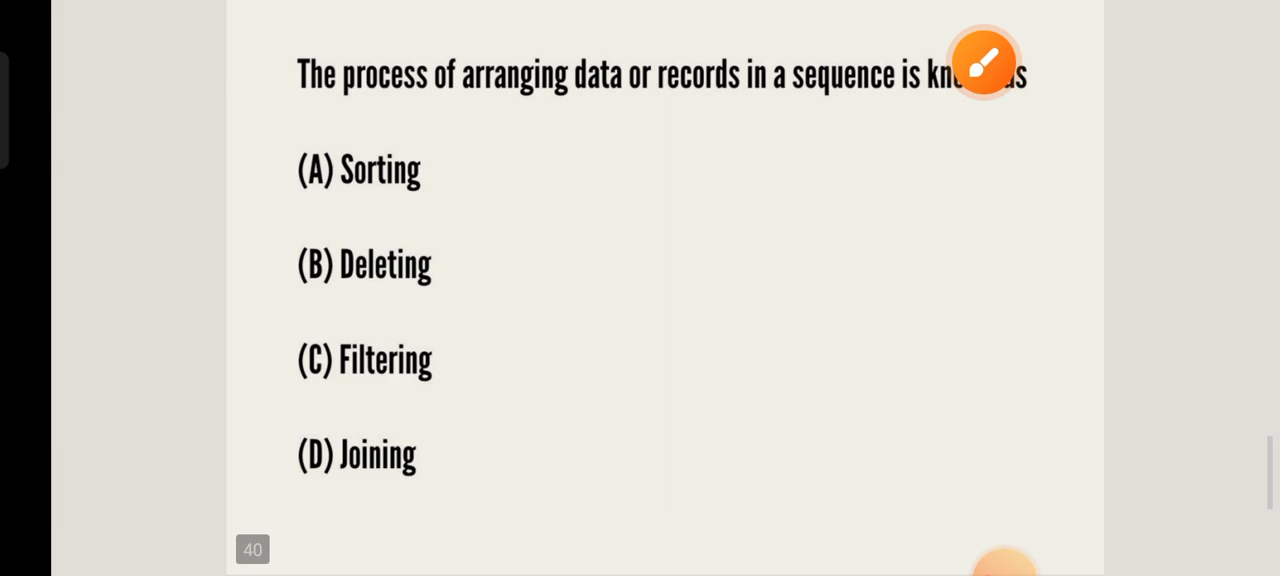 The process of arranging data or records in a sequence is
(A) Sorting
(B) Deleting
(C) Filtering
(D) Joining
40